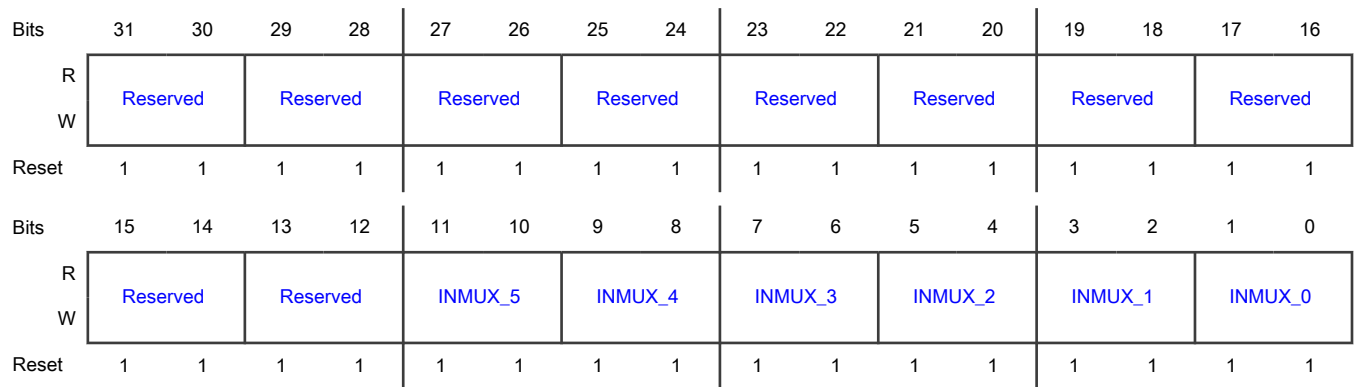 Bits 31 30 29 28 27 26 25 24 23 22 21 20 19 18 17 16
R
Reserved Reserved Reserved Reserved Reserved Reserved Reserved Reserved
W
Reset 1 1 1 1 1 1 1 1 1 1 1 1 1 1 1 1
Bits 15 14 13 12 11 10 9 8 7 6 5 4 3 2 1 0
R
Reserved Reserved INMUX_5 INMUX_4 INMUX_3 INMUX_2 INMUX_1 INMUX_0
W
Reset 1 1 1 1 1 1 1 1 1 1 1 1 1 1 1 1